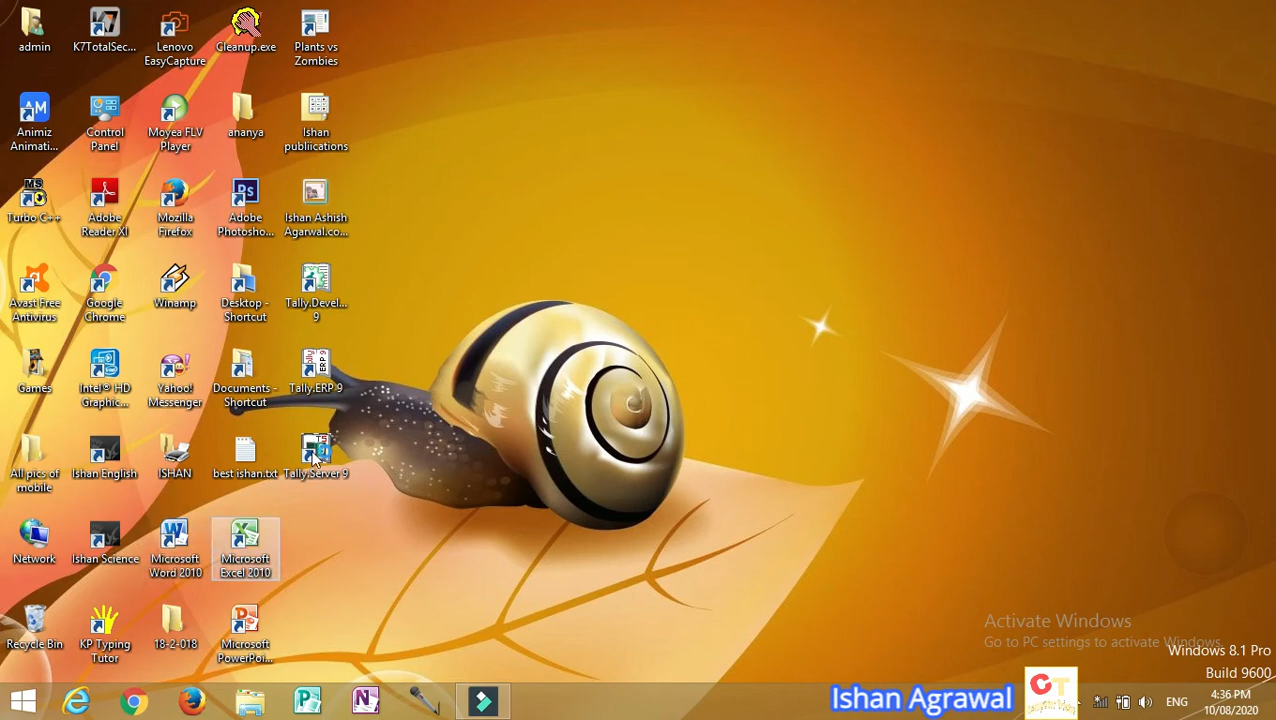 admin
K7TotalSec...
Lenovo
EasyCapture
Cleanup.exe
Plants vs
Zombies
AM
Animiz
Animati...
Control
Panel
Moyea FLV
Player
ananya
Ishan
publiications
MS
Turbo C++
Adobe
Reader XI
Mozilla
Firefox
Ps
Adobe
Photosho...
Ishan Ashish
Agarwal.co...
Avast Free
Antivirus
Google
Chrome
Winamp
Desktop -
Shortcut
Tally.Devel...
9
Games
Intel® HD
Graphic...
Yahoo!
Messenger
Documents -
Shortcut
Tally.ERP 9
All pics of
mobile
Ishan English
ISHAN
best ishan.txt
TS
Tally.Server 9
Network
Ishan Science
Microsoft
Word 2010
Microsoft
Excel 2010
Recycle Bin
KP Typing
Tutor
18-2-018
Microsoft
PowerPoi...
Activate Windows
Go to PC settings to activate Windows.
Windows 8.1 Pro
Build 9600
Ishan Agrawal
CT
ENG
4:36 PM
10/08/2020